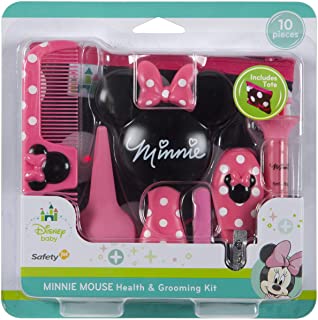 10
pieces
Includes
Tote
Minnie
Disney
baby
Safety 1st
MINNIE MOUSE Health & Grooming Kit